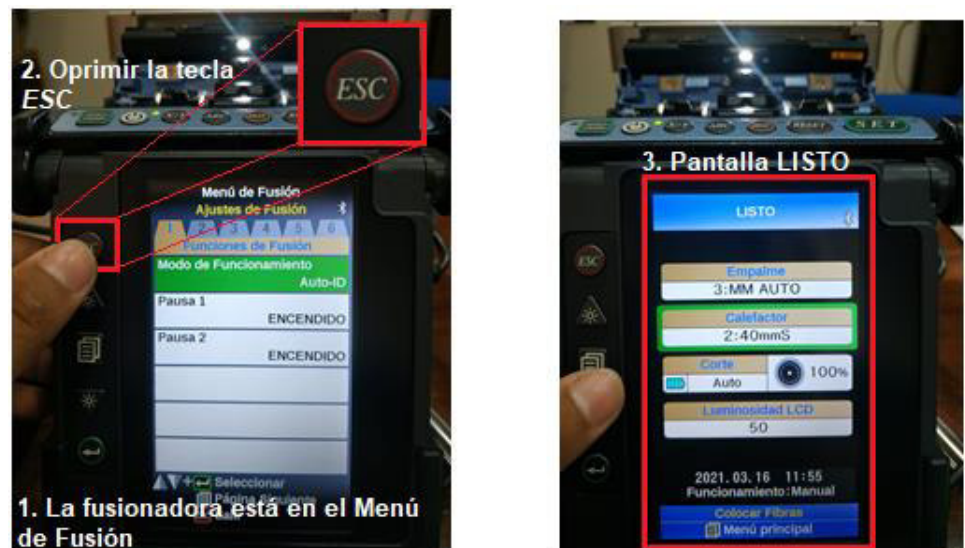 2. Oprimir la tecla
ESC
ESC
RESET
SET
Menú de Fusión
Ajustes de Fusión
1 2 3 4 5 6
Funciones de Fusión
Modo de Funcionamiento
Auto-ID
Pausa 1
ENCENDIDO
Pausa 2
ENCENDIDO
+ Seleccionar
Página Siguiente
1. La fusionadora está en el Menú
de Fusión
RESET
SET
3. Pantalla LISTO
LISTO
ESC
Empalme
3:MM AUTO
Calefactor
2:40mmS
Corte
Auto
100%
Luminosidad LCD
50
2021.03.16 11:55
Funcionamiento:Manual
Colocar Fibras
Menú principal